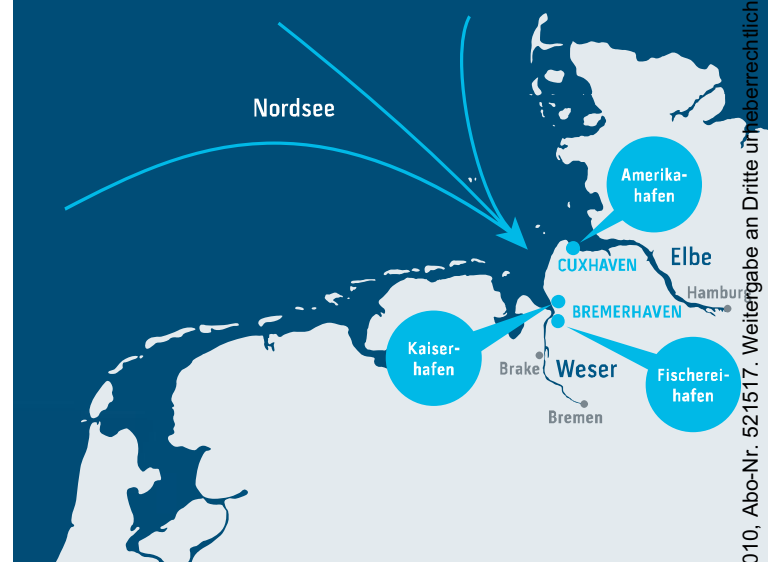 Nordsee
Amerika-
hafen
Elbe
CUXHAVEN
Hamburg
BREMERHAVEN
Kaiser-
hafen
Brake
Weser
Fischerei-
hafen
Bremen
010, Abo-Nr. 521517. Weitergabe an Dritte urheberrechtlich